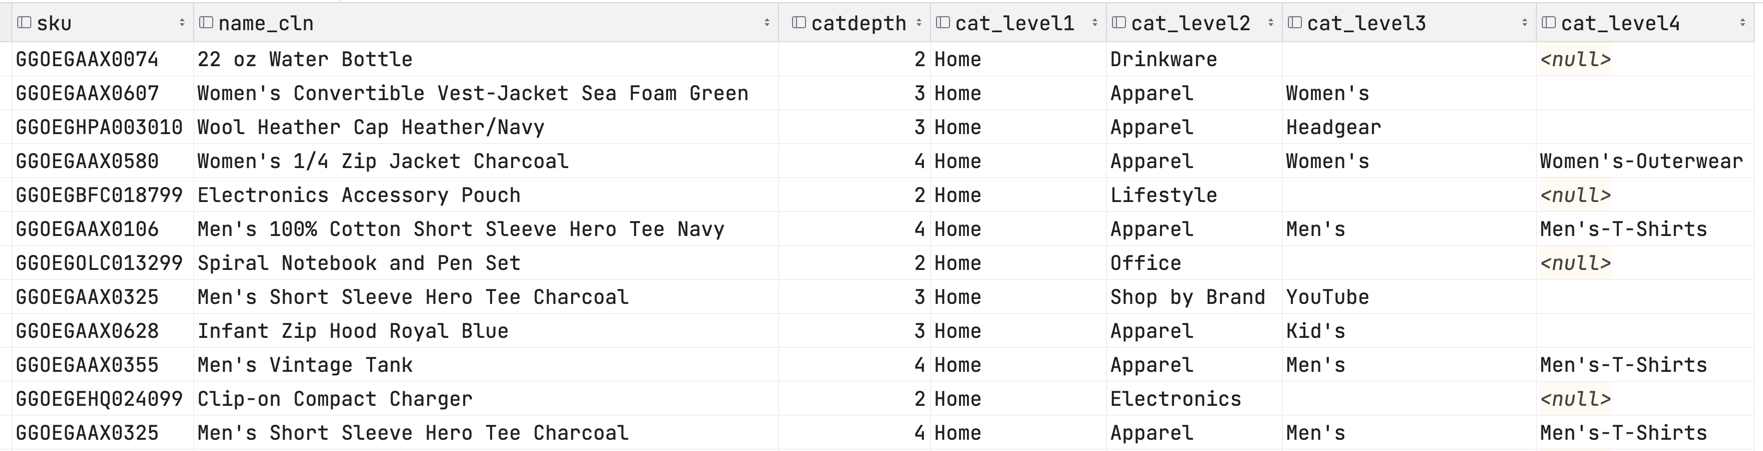 sku name_cln catdepth cat_level1 cat_level2 cat_level3 cat_level4
GGOEGAAX0074 22 oz Water Bottle 2 Home Drinkware <null>
GGOEGAAX0607 Women's Convertible Vest-Jacket Sea Foam Green 3 Home Apparel Women's
GGOEGHPA003010 Wool Heather Cap Heather/Navy 3 Home Apparel Headgear
GGOEGAAX0580 Women's 1/4 Zip Jacket Charcoal 4 Home Apparel Women's Women's-Outerwear
GGOEGBFC018799 Electronics Accessory Pouch 2 Home Lifestyle <null>
GGOEGAAX0106 Men's 100% Cotton Short Sleeve Hero Tee Navy 4 Home Apparel Men's Men's-T-Shirts
GGOEGOLC013299 Spiral Notebook and Pen Set 2 Home Office <null>
GGOEGAAX0325 Men's Short Sleeve Hero Tee Charcoal 3 Home Shop by Brand YouTube
GGOEGAAX0628 Infant Zip Hood Royal Blue 3 Home Apparel Kid's
GGOEGAAX0355 Men's Vintage Tank 4 Home Apparel Men's Men's-T-Shirts
GGOEGEHQ024099 Clip-on Compact Charger 2 Home Electronics <null>
GGOEGAAX0325 Men's Short Sleeve Hero Tee Charcoal 4 Home Apparel Men's Men's-T-Shirts